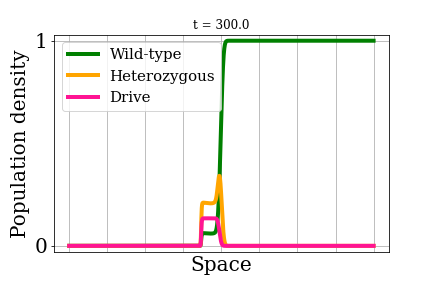 t = 300.0
1
Wild-type
Heterozygous
Drive
Population density
0
Space